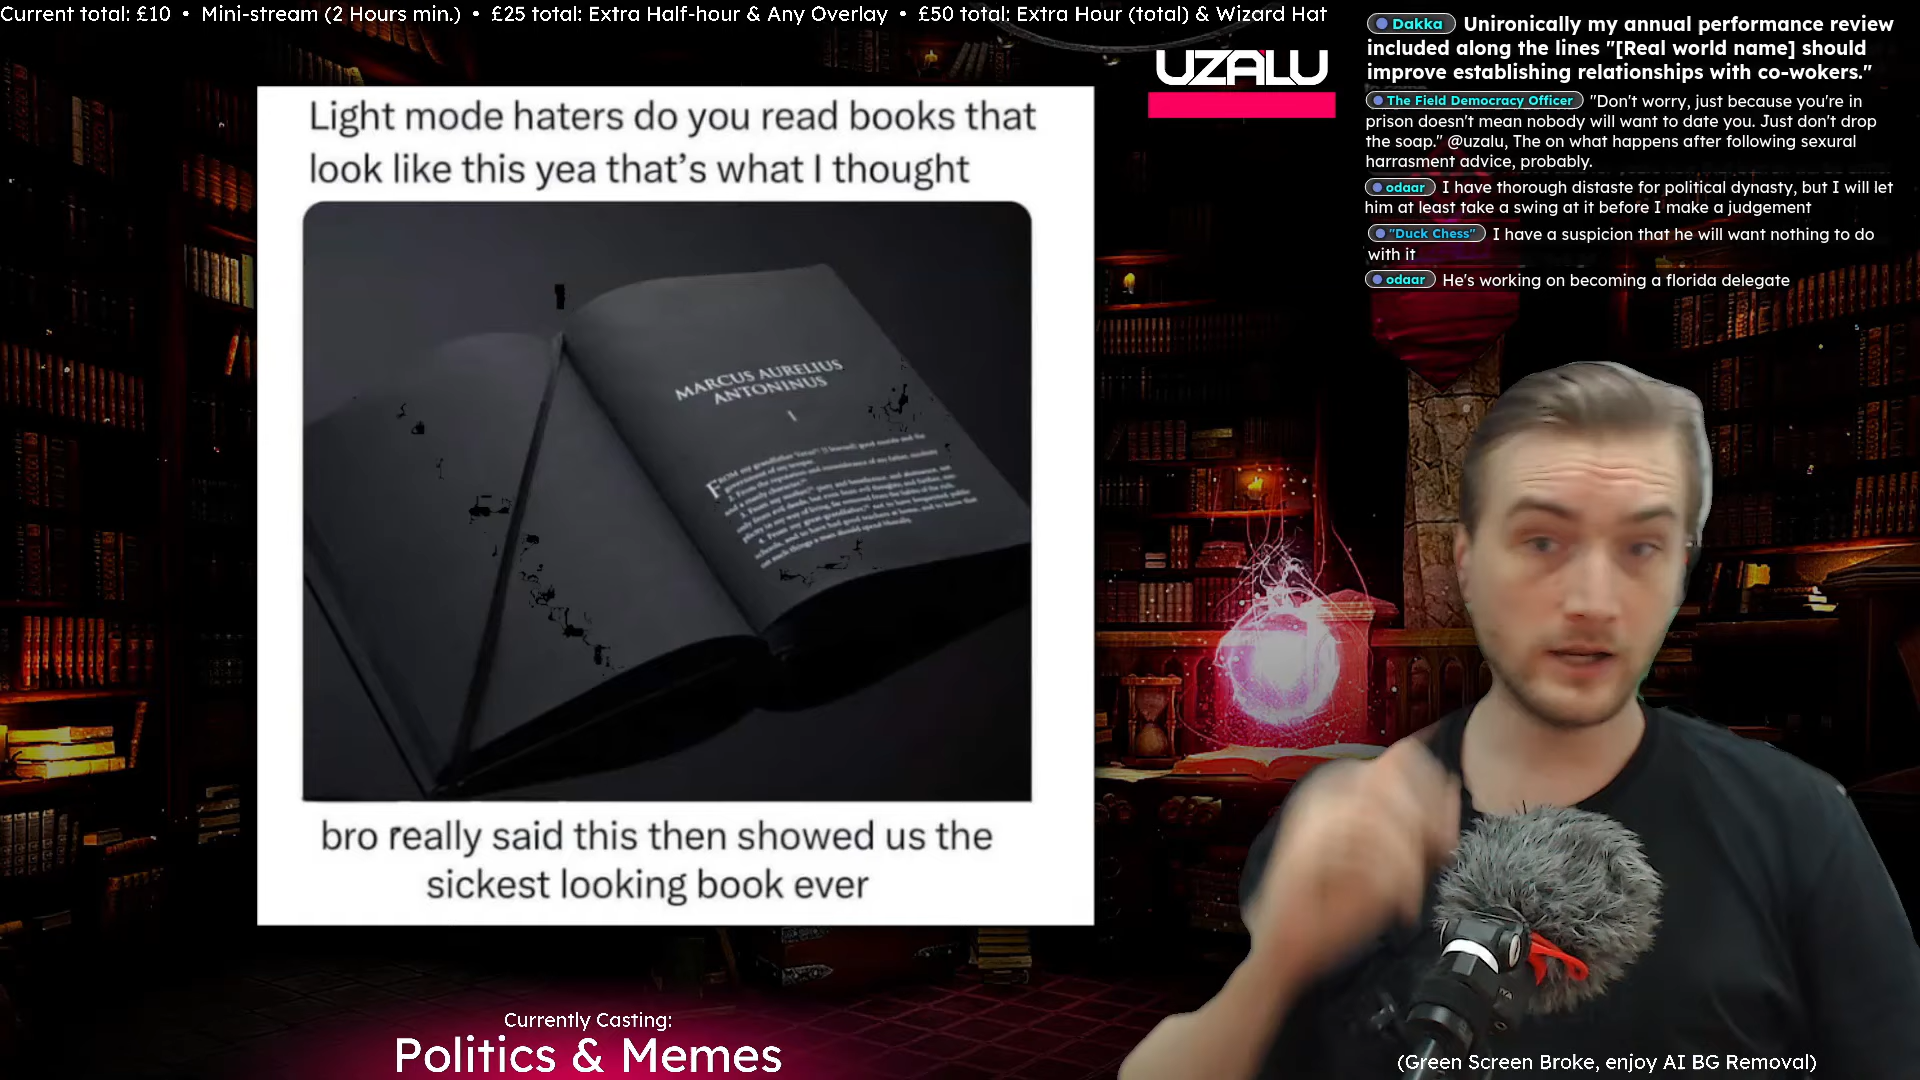 Current total: £10 • Mini-stream (2 Hours min.) • £25 total: Extra Half-hour & Any Overlay • £50 total: Extra Hour (total) & Wizard Hat
UZALU
Light mode haters do you read books that
look like this yea that's what I thought
MARCUS AURELIUS
ANTONINUS
I
bro really said this then showed us the
sickest looking book ever
Currently Casting:
Politics & Memes
Dakka Unironically my annual performance review
included along the lines "[Real world name] should
improve establishing relationships with co-wokers."
The Field Democracy Officer "Don't worry, just because you're in
prison doesn't mean nobody will want to date you. Just don't drop
the soap." @uzalu, The on what happens after following sexural
harrasment advice, probably.
odaar I have thorough distaste for political dynasty, but I will let
him at least take a swing at it before I make a judgement
"Duck Chess" I have a suspicion that he will want nothing to do
with it
odaar He's working on becoming a florida delegate
(Green Screen Broke, enjoy AI BG Removal)